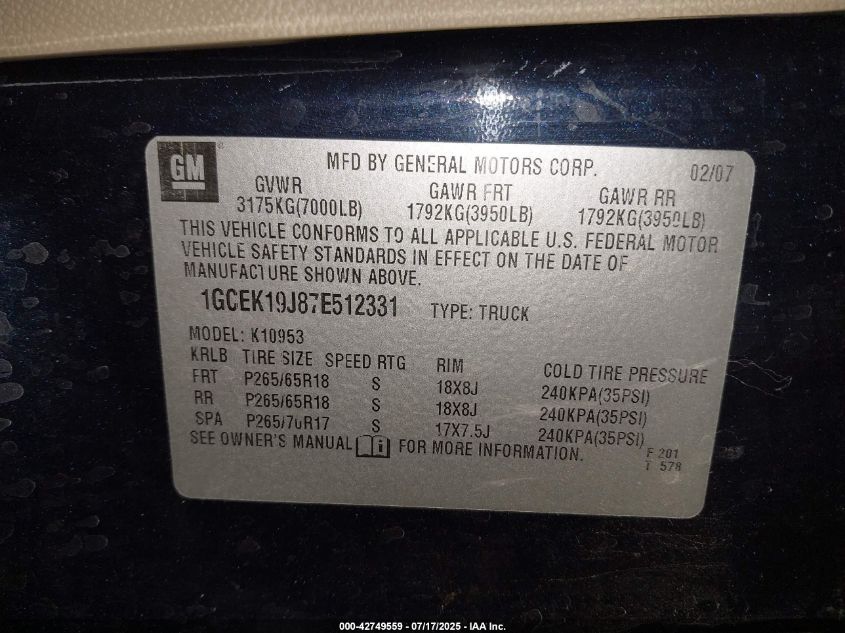 GM
MFD BY GENERAL MOTORS CORP. 02/07
GVWR GAWR FRT GAWR RR
3175KG(7000LB) 1792KG(3950LB) 1792KG(3950LB)
THIS VEHICLE CONFORMS TO ALL APPLICABLE U.S. FEDERAL MOTOR
VEHICLE SAFETY STANDARDS IN EFFECT ON THE DATE OF
MANUFACTURE SHOWN ABOVE.
1GCEK19J87E512331 TYPE: TRUCK
MODEL: K10953
KRLB TIRE SIZE SPEED RTG RIM COLD TIRE PRESSURE
FRT P265/65R18 S 18X8J 240KPA(35PSI)
RR P265/65R18 S 18X8J 240KPA(35PSI)
SPA P265/70R17 S 17X7.5J 240KPA(35PSI)
SEE OWNER'S MANUAL FOR MORE INFORMATION.
F 201
T 578
000-42749559 - 07/17/2025 - IAA Inc.